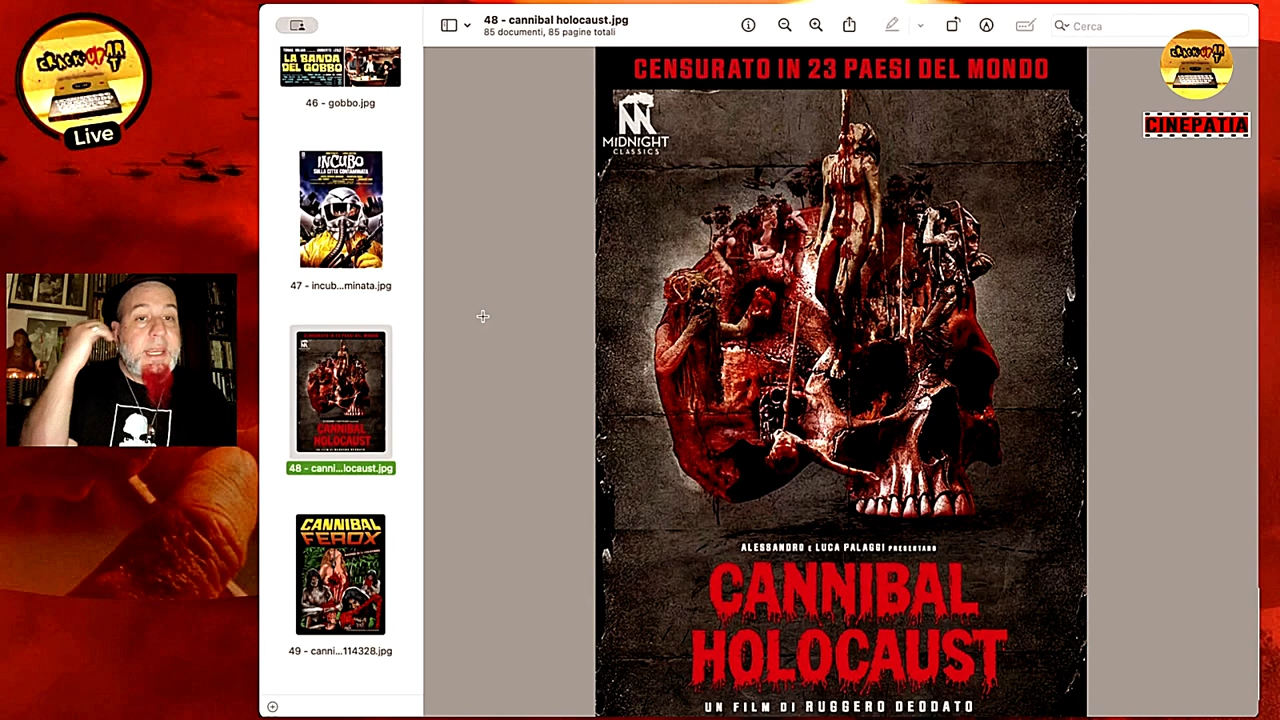 CRACK-UP ART
Live
48 - cannibal holocaust.jpg
85 documenti, 85 pagine totali
Cerca
LA BANDA
DEL GOBBO
46 - gobbo.jpg
INCUBO
SULLA CITTÀ CONTAMINATA
47 - incub...minata.jpg
CANNIBAL
HOLOCAUST
48 - canni...locaust.jpg
CANNIBAL
FEROX
49 - canni...114328.jpg
CENSURATO IN 23 PAESI DEL MONDO
MIDNIGHT
CLASSICS
ALESSANDRO E LUCA PALAGGI PRESENTANO
CANNIBAL
HOLOCAUST
UN FILM DI RUGGERO DEODATO
CINEPATIA